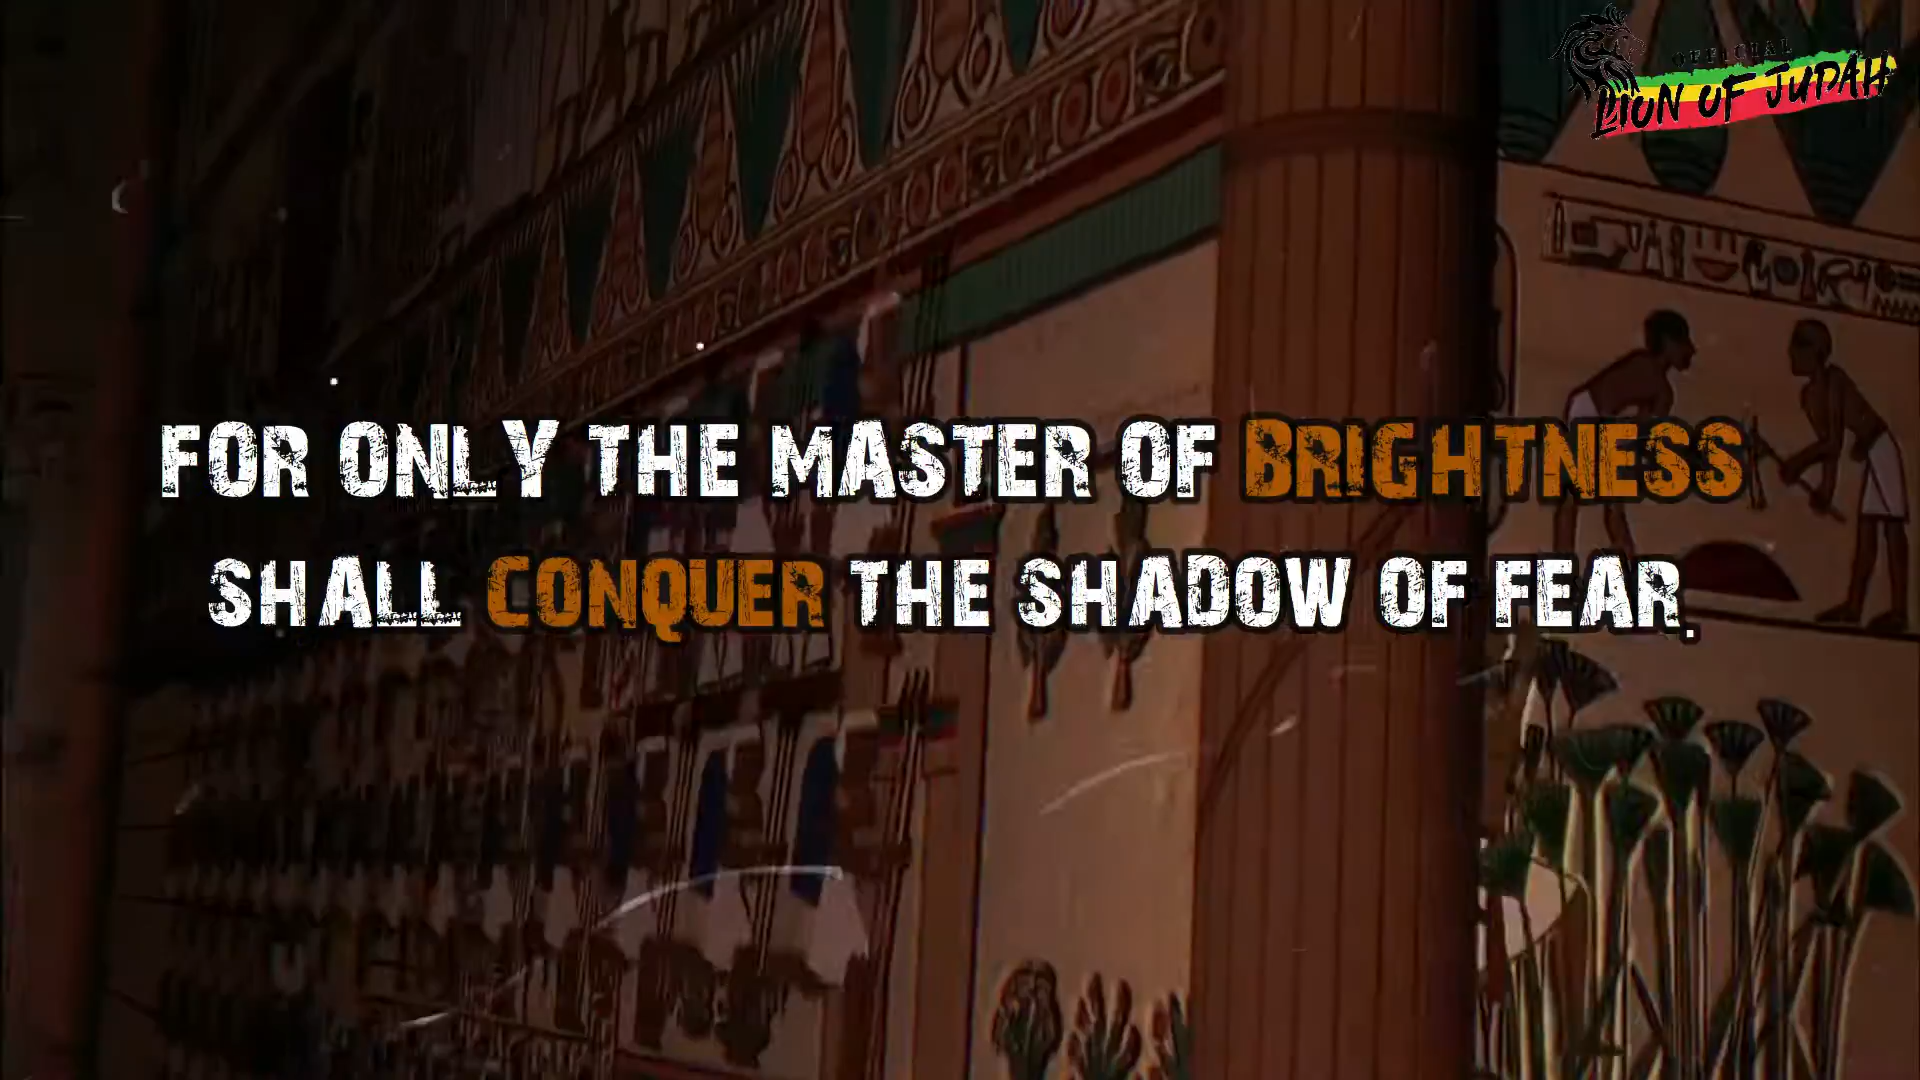 OFFICIAL
LION OF JUDAH
FOR ONLY THE MASTER OF BRIGHTNESS
SHALL CONQUER THE SHADOW OF FEAR.